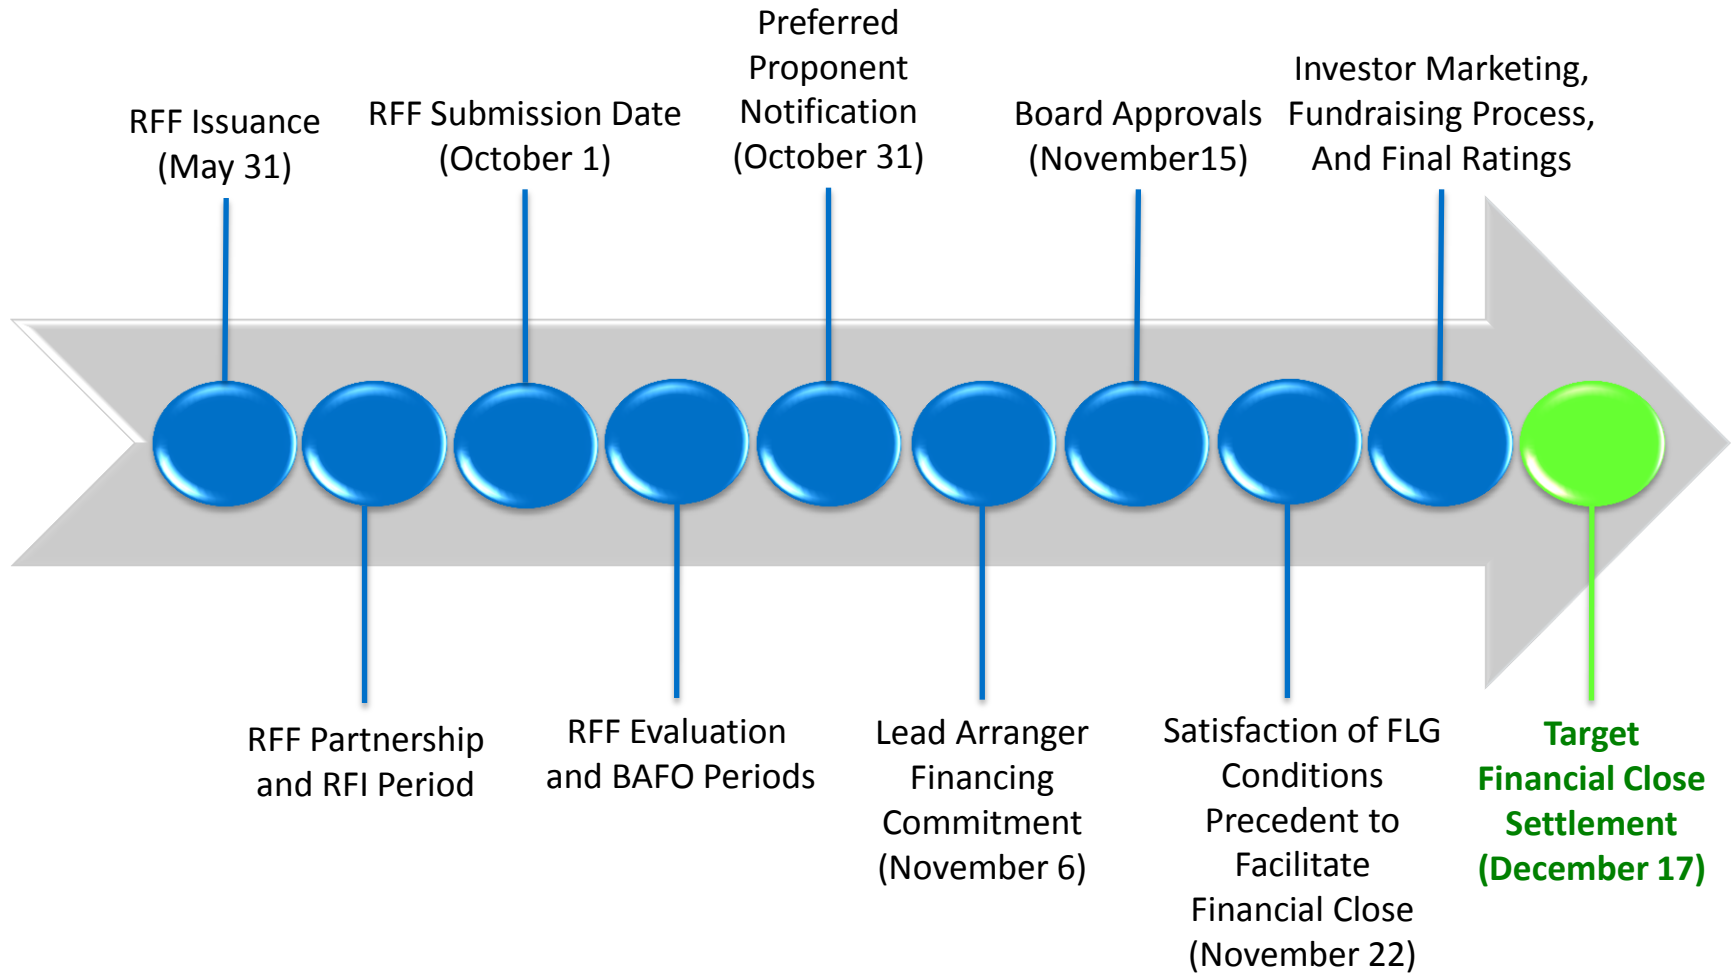 RFF Issuance
(May 31)
RFF Partnership
and RFI Period
RFF Submission Date
(October 1)
RFF Evaluation
and BAFO Periods
Preferred
Proponent
Notification
(October 31)
Lead Arranger
Financing
Commitment
(November 6)
Board Approvals
(November15)
Satisfaction of FLG
Conditions
Precedent to
Facilitate
Financial Close
(November 22)
Investor Marketing,
Fundraising Process,
And Final Ratings
Target
Financial Close
Settlement
(December 17)